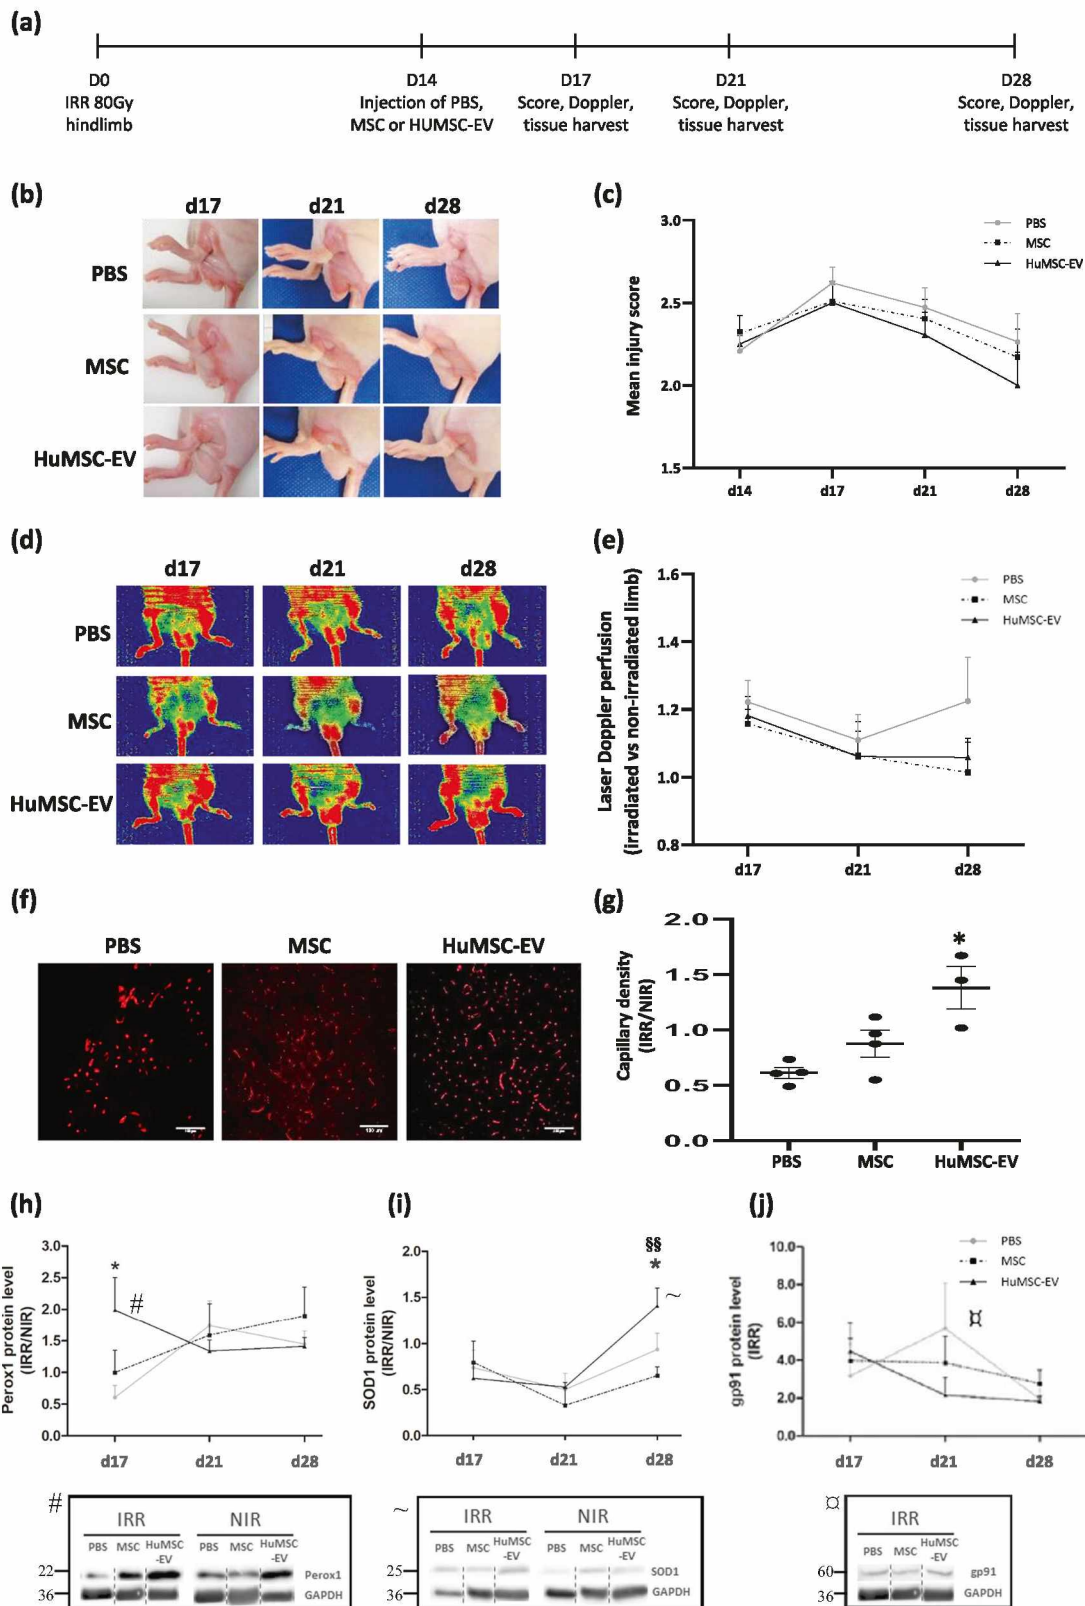 (a)
D0
IRR 80Gy
hindlimb
D14
Injection of PBS,
MSC or HUMSC-EV
D17
Score, Doppler,
tissue harvest
D21
Score, Doppler,
tissue harvest
D28
Score, Doppler,
tissue harvest
(b)
d17 d21 d28
PBS
MSC
HuMSC-EV
(c)
Mean injury score
3.0
2.5
2.0
1.5
d14 d17 d21 d28
PBS
MSC
HuMSC-EV
(d)
d17 d21 d28
PBS
MSC
HuMSC-EV
(e)
Laser Doppler perfusion
(irradiated vs non-irradiated limb)
1.6
1.4
1.2
1.0
0.8
d17 d21 d28
PBS
MSC
HuMSC-EV
(f)
PBS MSC HuMSC-EV
(g)
Capillary density
(IRR/NIR)
2.0
1.5
1.0
0.5
0.0
*
PBS MSC HuMSC-EV
(h)
Perox1 protein level
(IRR/NIR)
3.0
2.5
2.0
1.5
1.0
0.5
0.0
*
#
d17 d21 d28
(i)
SOD1 protein level
(IRR/NIR)
2.0
1.5
1.0
0.5
0.0
§§
*
~
d17 d21 d28
(j)
gp91 protein level
(IRR)
10.0
8.0
6.0
4.0
2.0
0.0
¤
PBS
MSC
HuMSC-EV
d17 d21 d28
#
IRR NIR
PBS MSC HuMSC
-EV
PBS MSC HuMSC
-EV
22 Perox1
36 GAPDH
~
IRR NIR
PBS MSC HuMSC
-EV
PBS MSC HuMSC
-EV
25 SOD1
36 GAPDH
¤
IRR
PBS MSC HuMSC
-EV
60 gp91
36 GAPDH